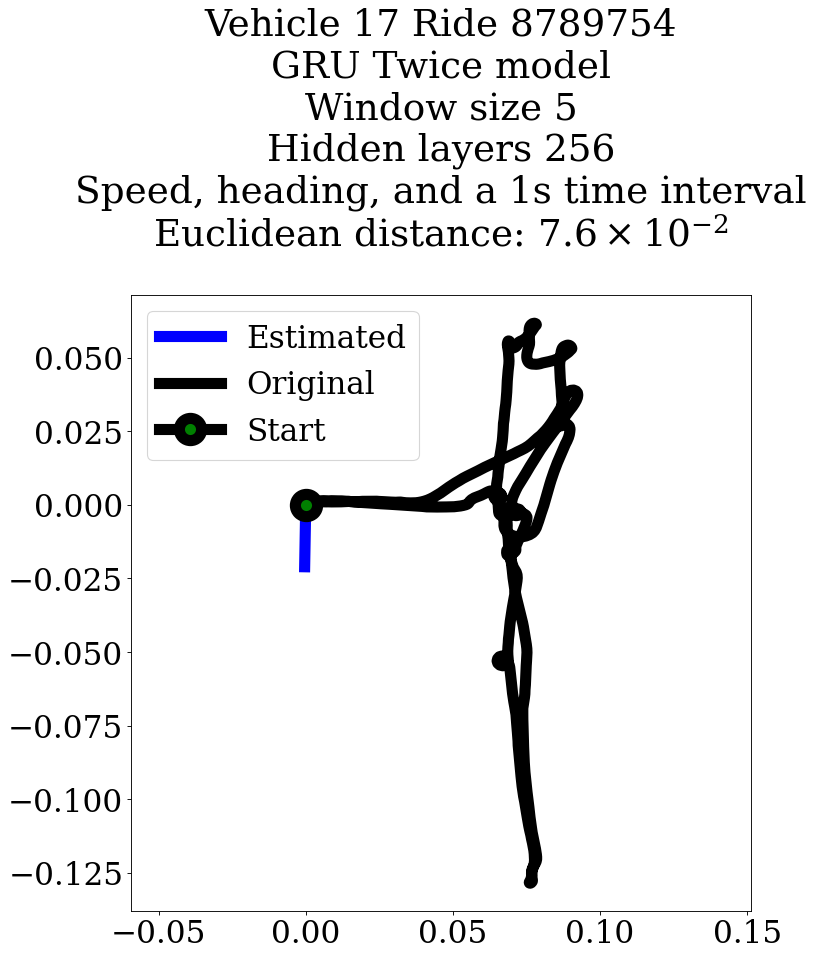 Vehicle 17 Ride 8789754
GRU Twice model
Window size 5
Hidden layers 256
Speed, heading, and a 1s time interval
Euclidean distance: 7.6 × 10⁻²
Estimated
Original
Start
0.050
0.025
0.000
−0.025
−0.050
−0.075
−0.100
−0.125
−0.05 0.00 0.05 0.10 0.15